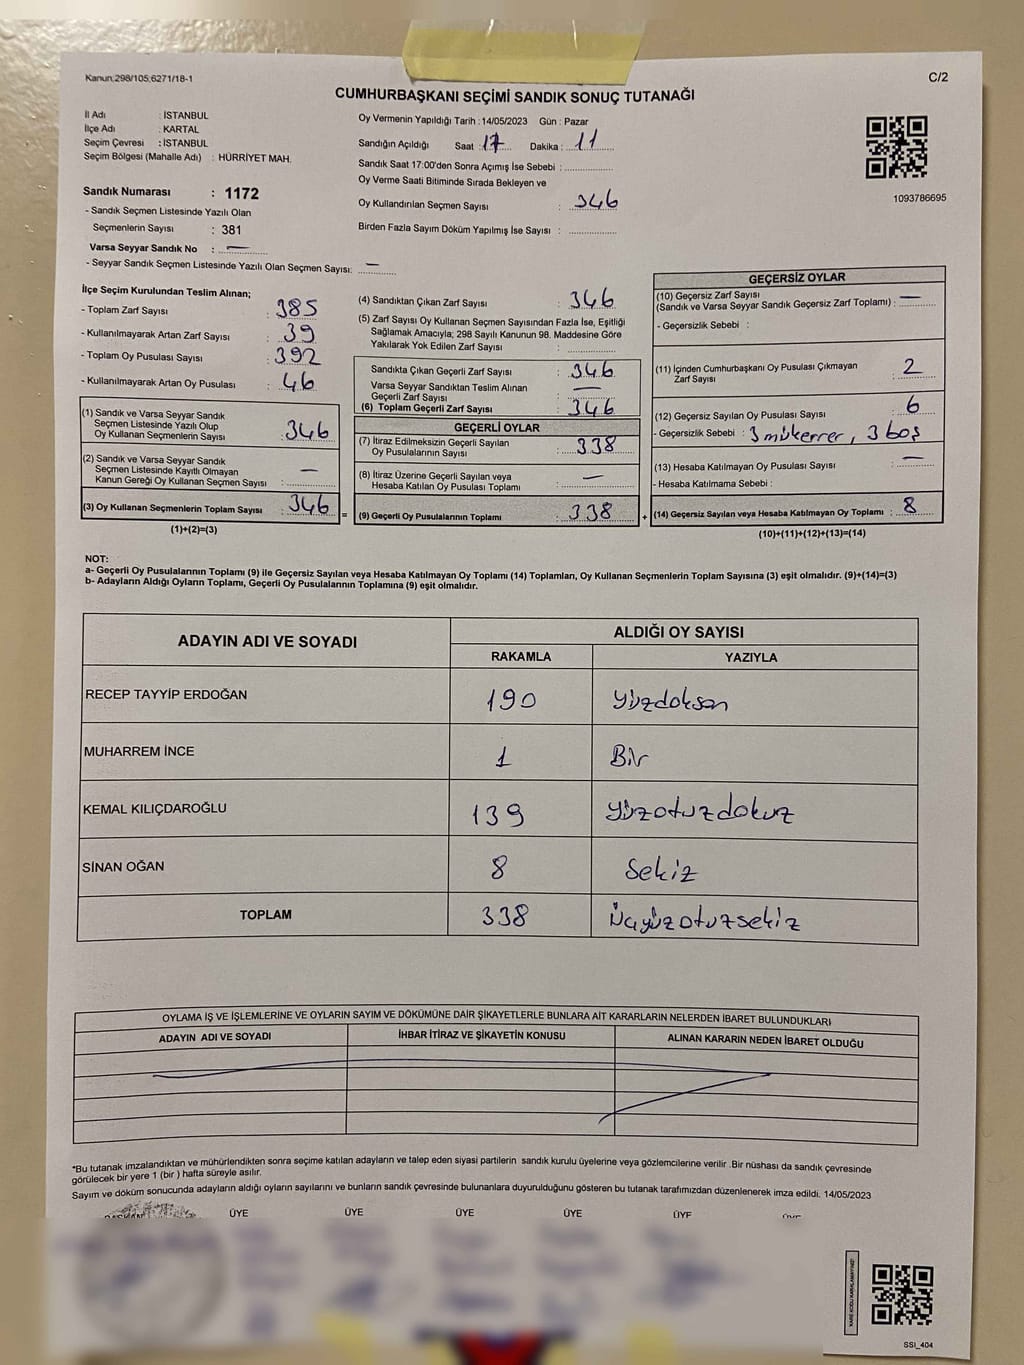 Kanun:298/105;6271/18-1
C/2
CUMHURBAŞKANI SEÇİMİ SANDIK SONUÇ TUTANAĞI
İl Adı : İSTANBUL
İlçe Adı : KARTAL
Seçim Çevresi : İSTANBUL
Seçim Bölgesi (Mahalle Adı) : HÜRRİYET MAH.
Sandık Numarası : 1172
- Sandık Seçmen Listesinde Yazılı Olan
Seçmenlerin Sayısı : 381
Varsa Seyyar Sandık No : —
- Seyyar Sandık Seçmen Listesinde Yazılı Olan Seçmen Sayısı: —
Oy Vermenin Yapıldığı Tarih : 14/05/2023 Gün : Pazar
Sandığın Açıldığı Saat : 17 Dakika : 11
Sandık Saat 17:00'den Sonra Açımış İse Sebebi :
Oy Verme Saati Bitiminde Sırada Bekleyen ve
Oy Kullandırılan Seçmen Sayısı : 346
Birden Fazla Sayım Döküm Yapılmış İse Sayısı :
1093786695
İlçe Seçim Kurulundan Teslim Alınan;
- Toplam Zarf Sayısı : 385
- Kullanılmayarak Artan Zarf Sayısı : 39
- Toplam Oy Pusulası Sayısı : 392
- Kullanılmayarak Artan Oy Pusulası : 46
(1) Sandık ve Varsa Seyyar Sandık
Seçmen Listesinde Yazılı Olup
Oy Kullanan Seçmenlerin Sayısı : 346
(2) Sandık ve Varsa Seyyar Sandık
Seçmen Listesinde Kayıtlı Olmayan
Kanun Gereği Oy Kullanan Seçmen Sayısı : —
(3) Oy Kullanan Seçmenlerin Toplam Sayısı : 346 =
(1)+(2)=(3)
(4) Sandıktan Çıkan Zarf Sayısı : 346
(5) Zarf Sayısı Oy Kullanan Seçmen Sayısından Fazla İse, Eşitliği
Sağlamak Amacıyla; 298 Sayılı Kanunun 98. Maddesine Göre
Yakılarak Yok Edilen Zarf Sayısı :
Sandıkta Çıkan Geçerli Zarf Sayısı : 346
Varsa Seyyar Sandıktan Teslim Alınan
Geçerli Zarf Sayısı : —
(6) Toplam Geçerli Zarf Sayısı : 346
GEÇERLİ OYLAR
(7) İtiraz Edilmeksizin Geçerli Sayılan
Oy Pusulalarının Sayısı : 338
(8) İtiraz Üzerine Geçerli Sayılan veya
Hesaba Katılan Oy Pusulası Toplamı : —
(9) Geçerli Oy Pusulalarının Toplamı : 338 +
GEÇERSİZ OYLAR
(10) Geçersiz Zarf Sayısı
(Sandık ve Varsa Seyyar Sandık Geçersiz Zarf Toplamı) : —
- Geçersizlik Sebebi :
(11) İçinden Cumhurbaşkanı Oy Pusulası Çıkmayan
Zarf Sayısı : 2
(12) Geçersiz Sayılan Oy Pusulası Sayısı : 6
- Geçersizlik Sebebi : 3 mükerrer, 3 boş
(13) Hesaba Katılmayan Oy Pusulası Sayısı : —
- Hesaba Katılmama Sebebi :
(14) Geçersiz Sayılan veya Hesaba Katılmayan Oy Toplamı : 8
(10)+(11)+(12)+(13)=(14)
NOT:
a- Geçerli Oy Pusulalarının Toplamı (9) ile Geçersiz Sayılan veya Hesaba Katılmayan Oy Toplamı (14) Toplamları, Oy Kullanan Seçmenlerin Toplam Sayısına (3) eşit olmalıdır. (9)+(14)=(3)
b- Adayların Aldığı Oyların Toplamı, Geçerli Oy Pusulalarının Toplamına (9) eşit olmalıdır.
ADAYIN ADI VE SOYADI
ALDIĞI OY SAYISI
RAKAMLA YAZIYLA
RECEP TAYYİP ERDOĞAN 190 Yüzdoksan
MUHARREM İNCE 1 Bir
KEMAL KILIÇDAROĞLU 139 Yüzotuzdokuz
SİNAN OĞAN 8 Sekiz
TOPLAM 338 Üçyüzotuzsekiz
OYLAMA İŞ VE İŞLEMLERİNE VE OYLARIN SAYIM VE DÖKÜMÜNE DAİR ŞİKAYETLERLE BUNLARA AİT KARARLARIN NELERDEN İBARET BULUNDUKLARI
ADAYIN ADI VE SOYADI İHBAR İTİRAZ VE ŞİKAYETİN KONUSU ALINAN KARARIN NEDEN İBARET OLDUĞU
*Bu tutanak imzalandıktan ve mühürlendikten sonra seçime katılan adayların ve talep eden siyasi partilerin sandık kurulu üyelerine veya gözlemcilerine verilir .Bir nüshası da sandık çevresinde
görülecek bir yere 1 (bir ) hafta süreyle asılır.
Sayım ve döküm sonucunda adayların aldığı oyların sayılarını ve bunların sandık çevresinde bulunanlara duyurulduğunu gösteren bu tutanak tarafımızdan düzenlenerek imza edildi. 14/05/2023
BAŞKAN ÜYE ÜYE ÜYE ÜYE ÜYE
SSİ_404